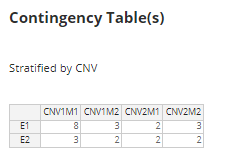 Contingency Table(s)
Stratified by CNV
CNV1M1 CNV1M2 CNV2M1 CNV2M2
E1 8 3 2 3
E2 3 2 2 2